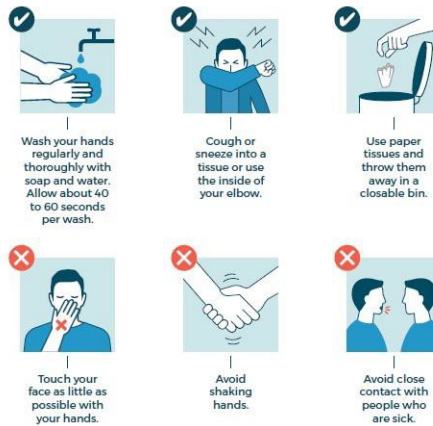 Wash your hands
regularly and
thoroughly with
soap and water.
Allow about 40
to 60 seconds
per wash.
Cough or
sneeze into a
tissue or use
the inside of
your elbow.
Use paper
tissues and
throw them
away in a
closable bin.
Touch your
face as little as
possible with
your hands.
Avoid
shaking
hands.
Avoid close
contact with
people who
are sick.